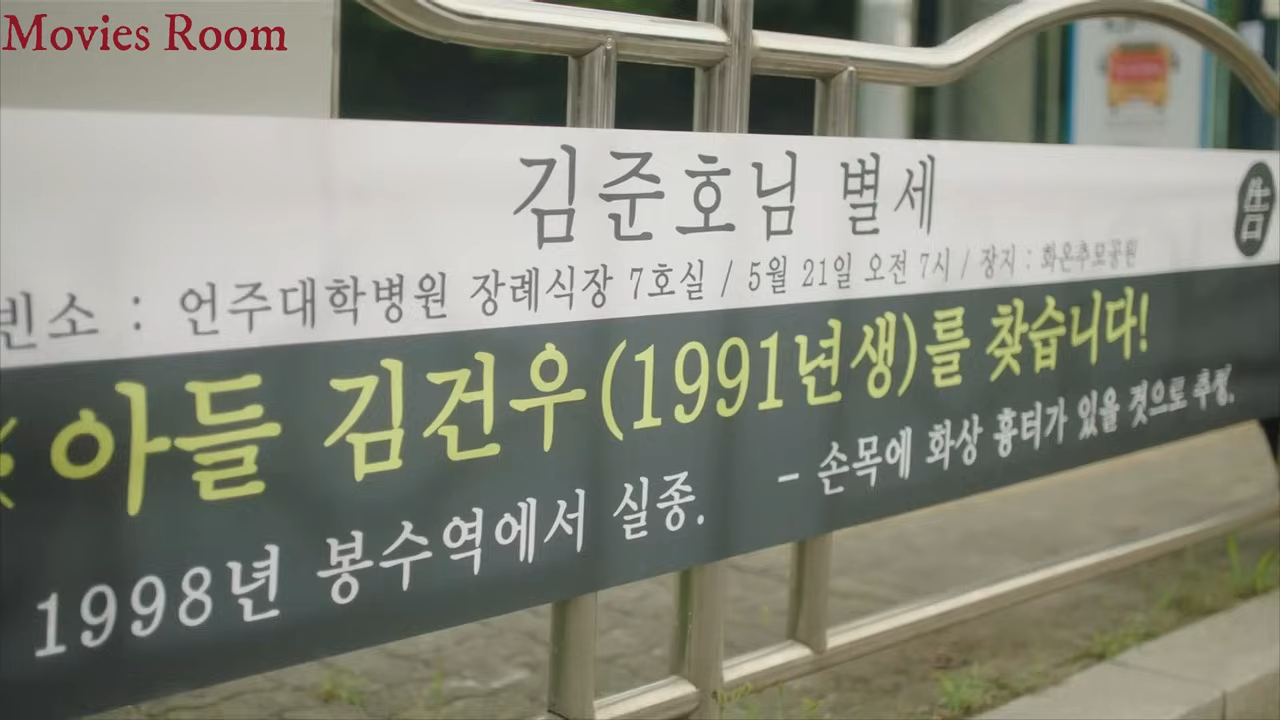 Movies Room
김준호님 별세
告
빈소 : 언주대학병원 장례식장 7호실 / 5월 21일 오전 7시 / 장지 : 화온추모공원
※아들 김건우(1991년생)를 찾습니다!
1998년 봉수역에서 실종. - 손목에 화상 흉터가 있을 것으로 추정.